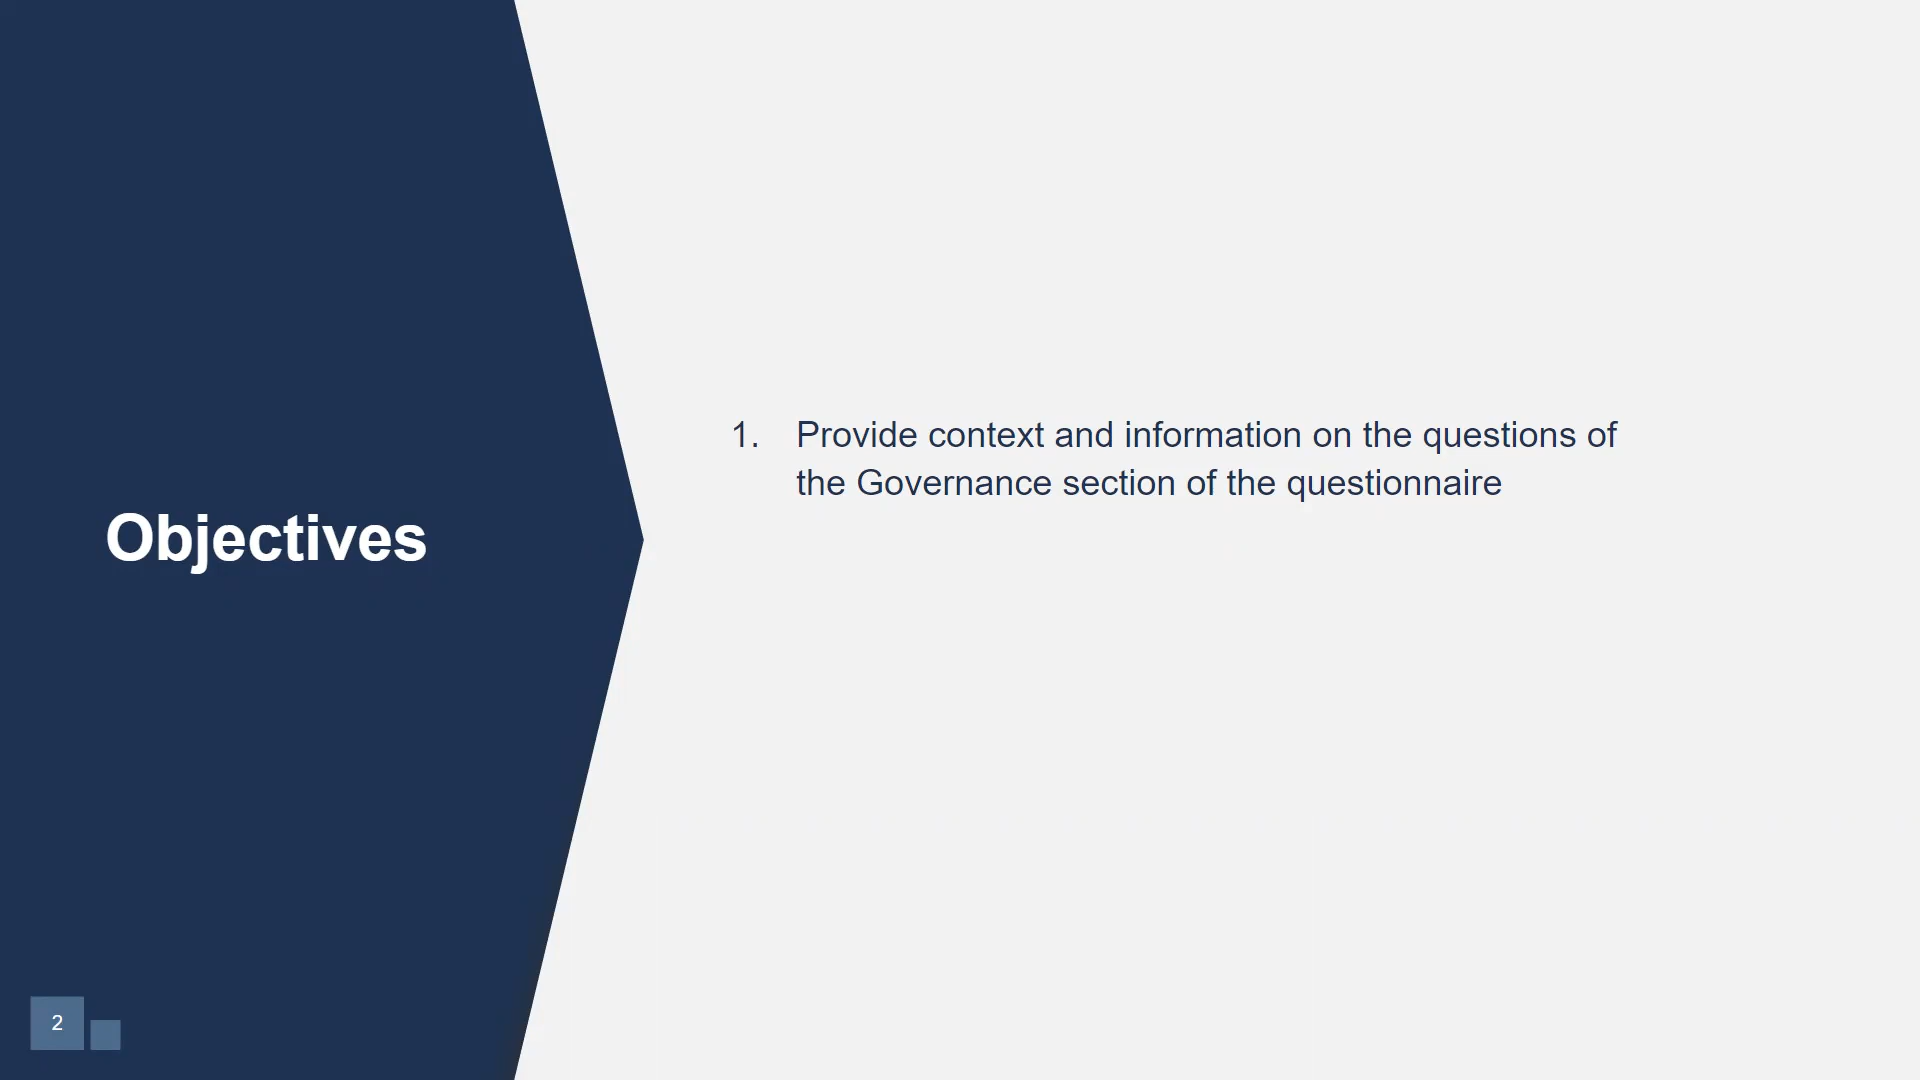 Objectives
1. Provide context and information on the questions of
the Governance section of the questionnaire
2